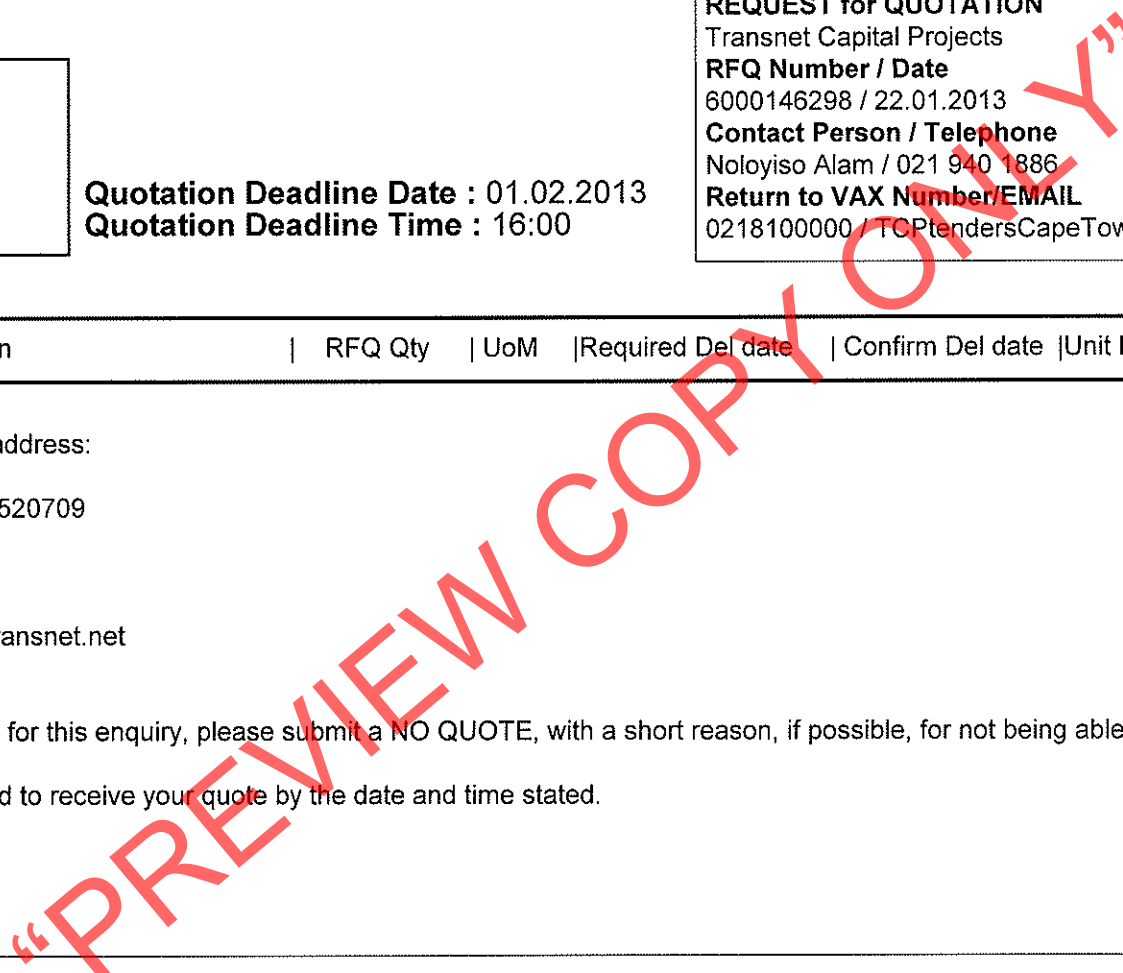 REQUEST for QUOTATION
Transnet Capital Projects
RFQ Number / Date
6000146298 / 22.01.2013
Contact Person / Telephone
Noloyiso Alam / 021 940 1886
Return to VAX Number/EMAIL
0218100000 / TCPtendersCapeTow
Quotation Deadline Date : 01.02.2013
Quotation Deadline Time : 16:00
n | RFQ Qty | UoM |Required Del date | Confirm Del date |Unit
address:
520709
ansnet.net
for this enquiry, please submit a NO QUOTE, with a short reason, if possible, for not being able
d to receive your quote by the date and time stated.
“PREVIEW COPY ONLY”